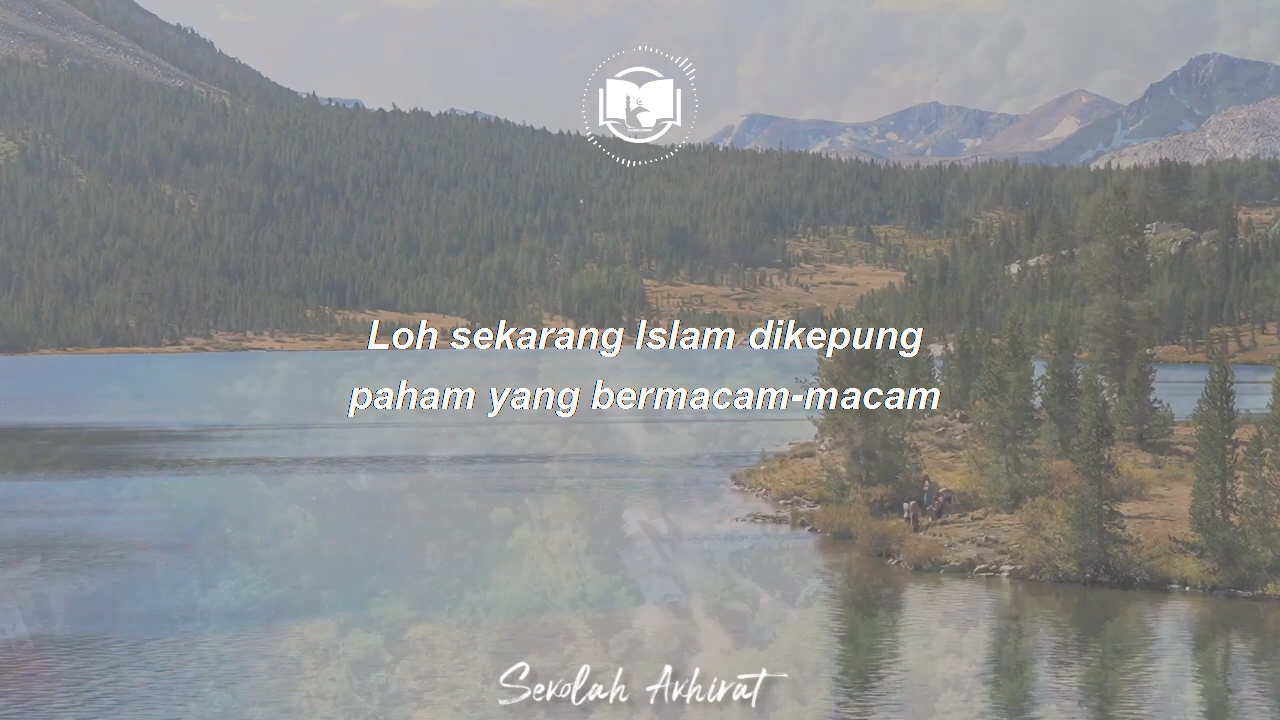 Loh sekarang Islam dikepung
paham yang bermacam-macam
Sekolah Akhirat